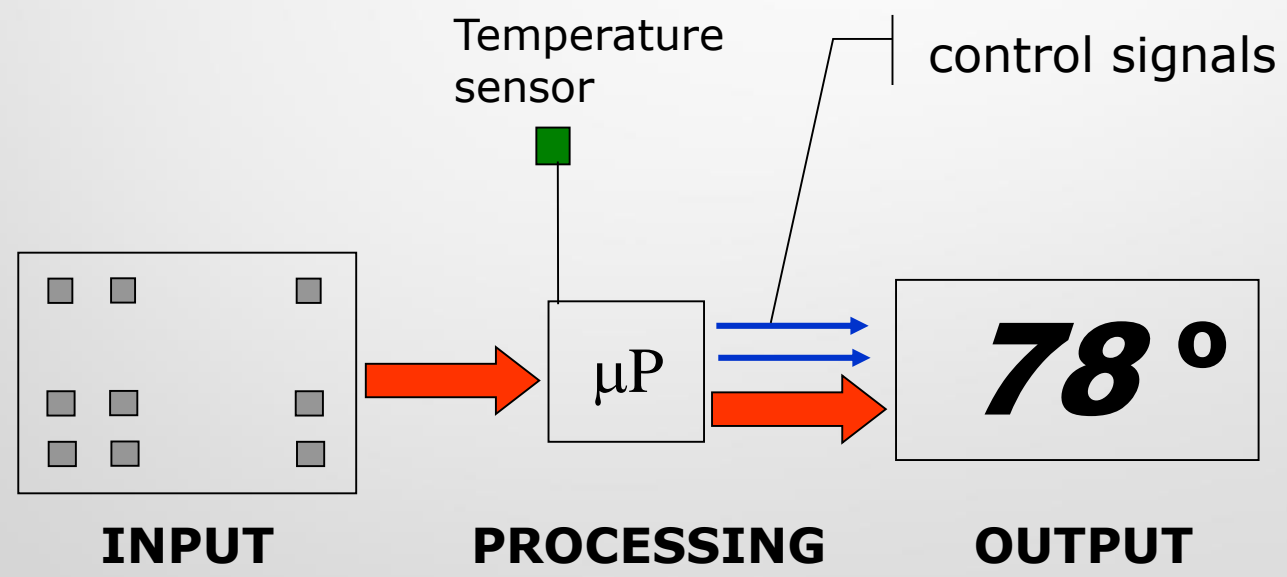 Temperature
sensor
control signals
μP
78°
INPUT
PROCESSING
OUTPUT